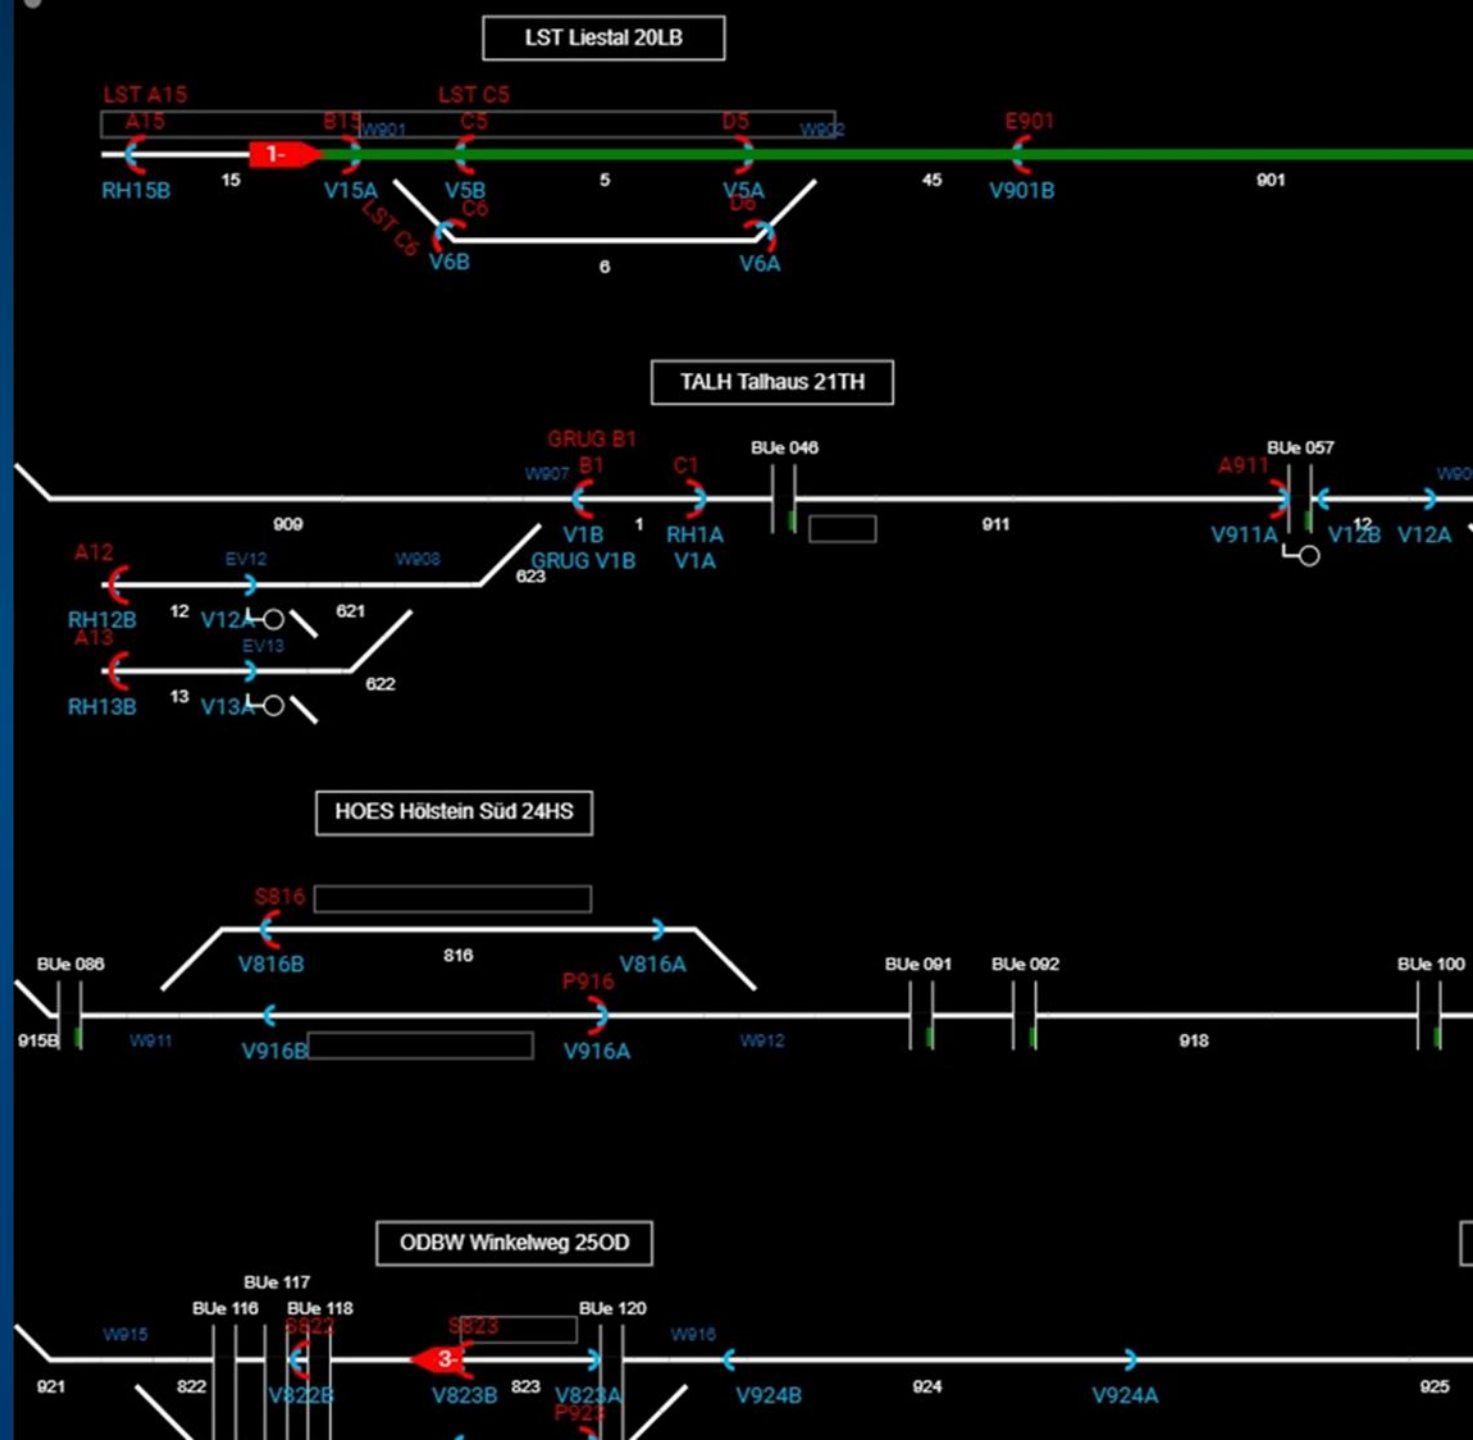 LST Liestal 20LB
LST A15 LST C5
A15 B15 W901 C5 D5 W902 E901
1-
RH15B 15 V15A V5B 5 V5A 45 V901B 901
LST C6 C6 D6
V6B 6 V6A
TALH Talhaus 21TH
GRUG B1 BUe 046 BUe 057
W907 B1 C1 A911
909 V1B 1 RH1A 911 V911A 12 V12B V12A
A12 EV12 W908 GRUG V1B V1A
623
RH12B 12 V12A 621
A13 EV13
622
RH13B 13 V13A
HOES Hölstein Süd 24HS
S816
V816B 816 V816A
BUe 086 P916 BUe 091 BUe 092 BUe 100
915B W911 V916B V916A W912 918
ODBW Winkelweg 25OD
BUe 117
BUe 116 BUe 118 BUe 120
W915 S822 S823 W916
3-
921 822 V822B V823B 823 V823A V924B 924 V924A 925
P923